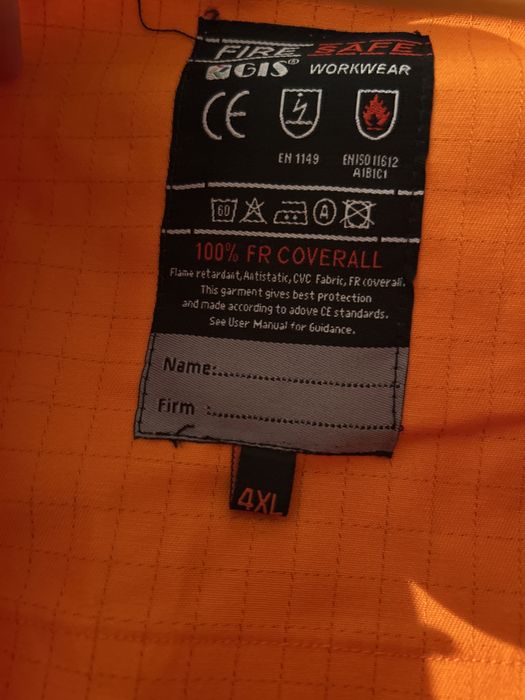 FIRE SAFE
GIS® WORKWEAR
CE
EN 1149
EN ISO 11612
A1B1C1
60
A
100% FR COVERALL
Flame retardant, Antistatic, CVC Fabric, FR coverall.
This garment gives best protection
and made according to adove CE standards.
See User Manual for Guidance.
Name:
Firm :
4XL